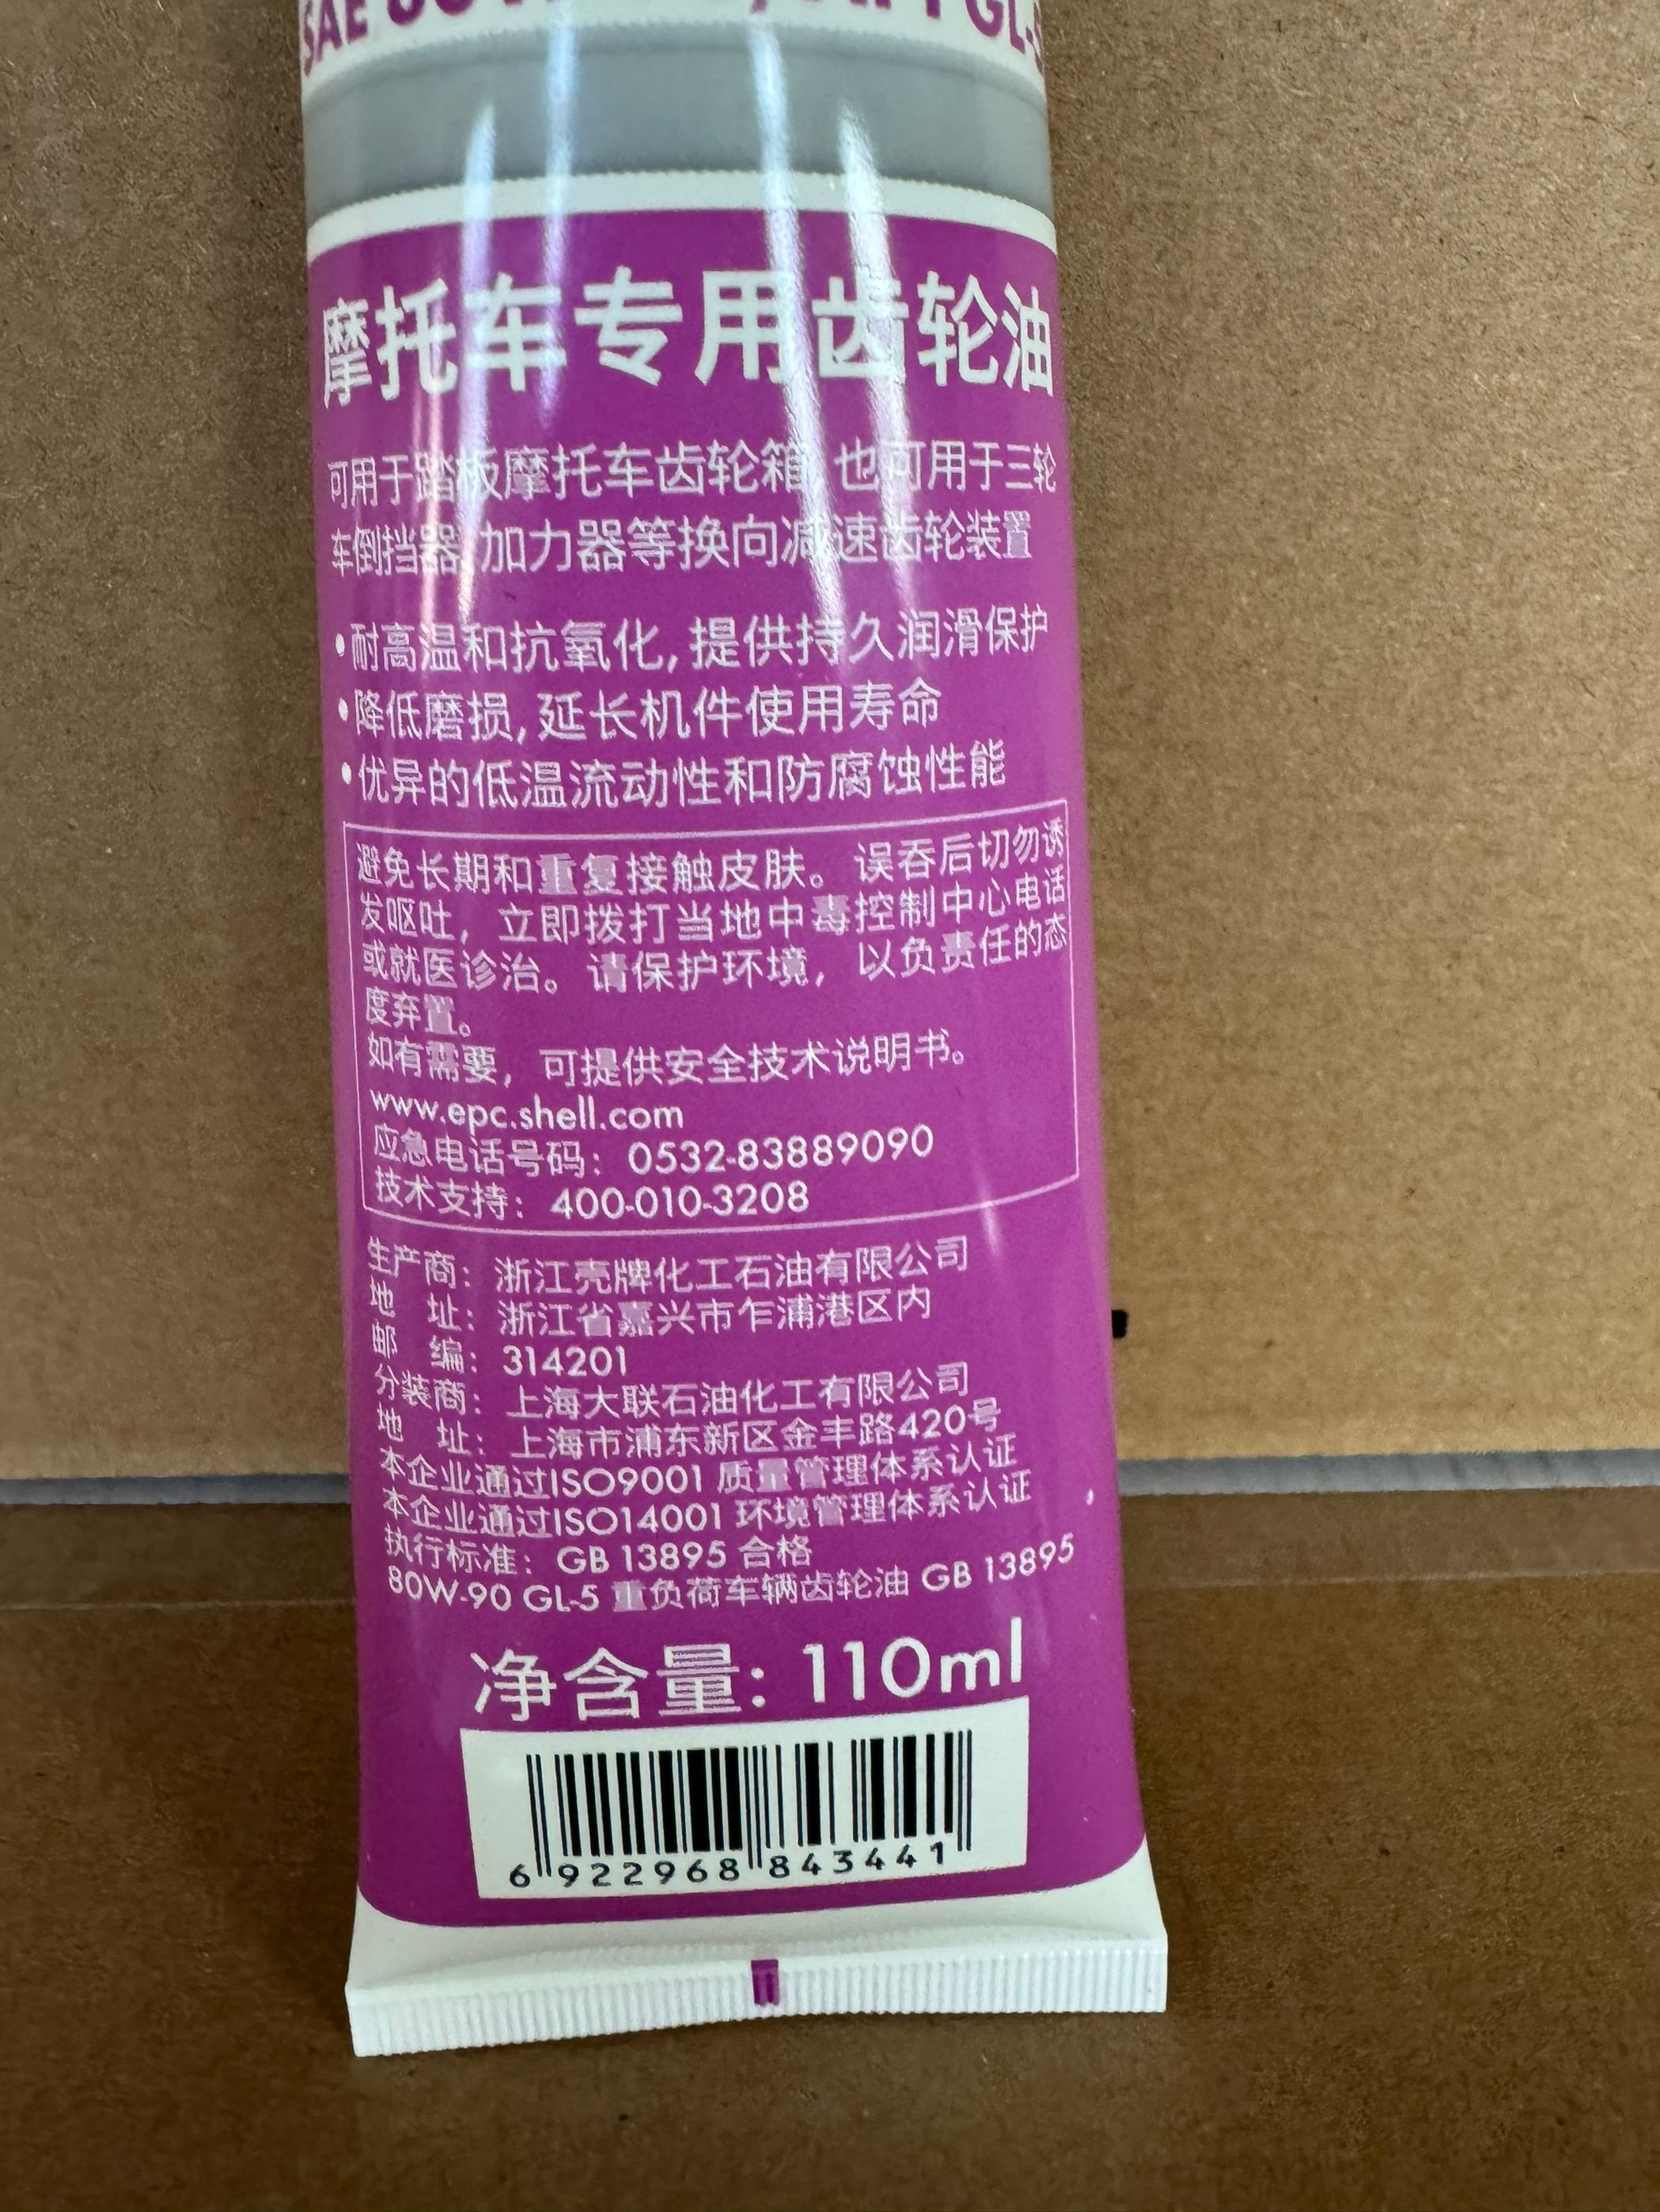 摩托车专用齿轮油
可用于踏板摩托车齿轮箱 也可用于三轮
车倒挡器 加力器等换向减速齿轮装置
•耐高温和抗氧化,提供持久润滑保护
•降低磨损,延长机件使用寿命
•优异的低温流动性和防腐蚀性能
避免长期和重复接触皮肤。误吞后切勿诱
发呕吐，立即拨打当地中毒控制中心电话
或就医诊治。请保护环境，以负责任的态
度弃置。
如有需要，可提供安全技术说明书。
www.epc.shell.com
应急电话号码：0532-83889090
技术支持：400-010-3208
生产商：浙江壳牌化工石油有限公司
地 址：浙江省嘉兴市乍浦港区内
邮 编：314201
分装商：上海大联石油化工有限公司
地 址：上海市浦东新区金丰路420号
本企业通过ISO9001 质量管理体系认证
本企业通过ISO14001 环境管理体系认证
执行标准：GB 13895 合格
80W-90 GL-5 重负荷车辆齿轮油 GB 13895
净含量: 110ml
6 922968 843441